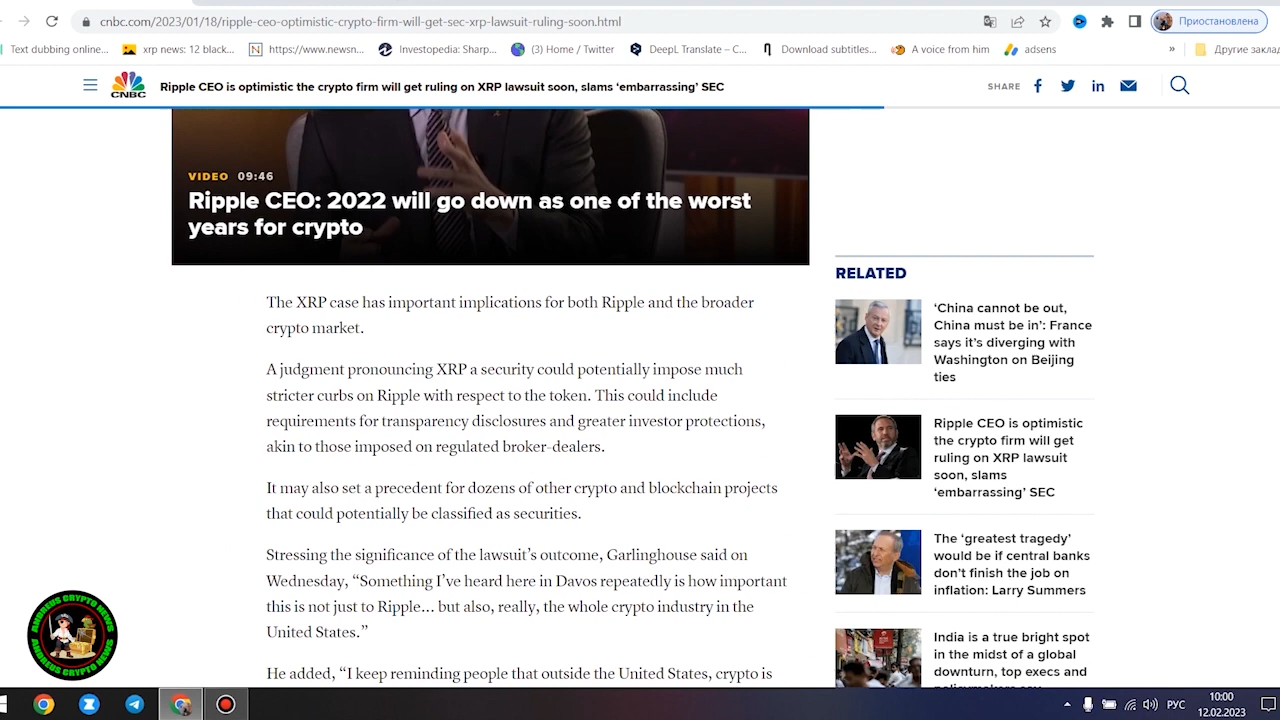 cnbc.com/2023/01/18/ripple-ceo-optimistic-crypto-firm-will-get-sec-xrp-lawsuit-ruling-soon.html
Приостановлена
Text dubbing online...
xrp news: 12 black...
https://www.newsn...
Investopedia: Sharp...
(3) Home / Twitter
DeepL Translate – C...
Download subtitles...
A voice from him
adsens
»
Другие закла
CNBC
Ripple CEO is optimistic the crypto firm will get ruling on XRP lawsuit soon, slams ‘embarrassing’ SEC
SHARE
VIDEO 09:46
Ripple CEO: 2022 will go down as one of the worst
years for crypto
The XRP case has important implications for both Ripple and the broader
crypto market.
A judgment pronouncing XRP a security could potentially impose much
stricter curbs on Ripple with respect to the token. This could include
requirements for transparency disclosures and greater investor protections,
akin to those imposed on regulated broker-dealers.
It may also set a precedent for dozens of other crypto and blockchain projects
that could potentially be classified as securities.
Stressing the significance of the lawsuit’s outcome, Garlinghouse said on
Wednesday, “Something I’ve heard here in Davos repeatedly is how important
this is not just to Ripple... but also, really, the whole crypto industry in the
United States.”
He added, “I keep reminding people that outside the United States, crypto is
RELATED
‘China cannot be out,
China must be in’: France
says it’s diverging with
Washington on Beijing
ties
Ripple CEO is optimistic
the crypto firm will get
ruling on XRP lawsuit
soon, slams
‘embarrassing’ SEC
The ‘greatest tragedy’
would be if central banks
don’t finish the job on
inflation: Larry Summers
India is a true bright spot
in the midst of a global
downturn, top execs and
ANDREUS CRYPTO NEWS
ANDREUS CRYPTO NEWS
РУС
10:00
12.02.2023